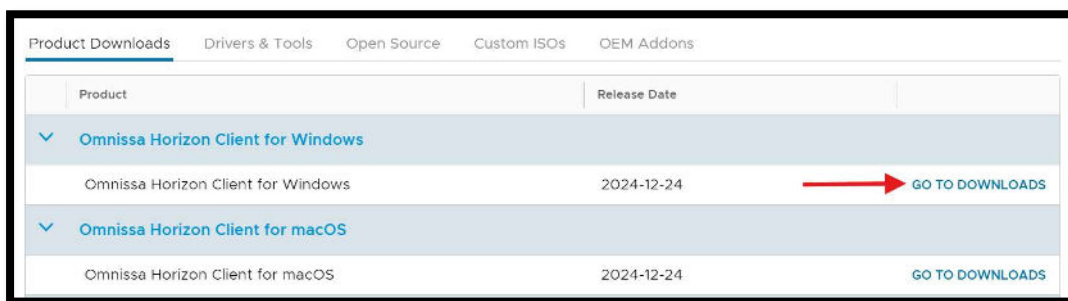 Product Downloads Drivers & Tools Open Source Custom ISOs OEM Addons
Product Release Date
Omnissa Horizon Client for Windows
Omnissa Horizon Client for Windows 2024-12-24 GO TO DOWNLOADS
Omnissa Horizon Client for macOS
Omnissa Horizon Client for macOS 2024-12-24 GO TO DOWNLOADS